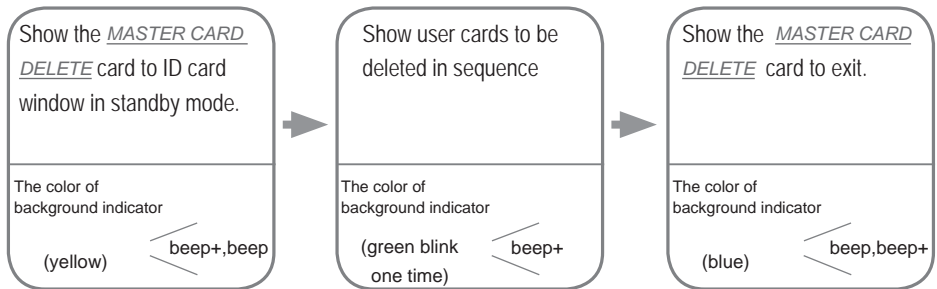 Show the MASTER CARD
DELETE card to ID card
window in standby mode.
The color of
background indicator
(yellow)
beep+,beep
Show user cards to be
deleted in sequence
The color of
background indicator
(green blink
one time)
beep+
Show the MASTER CARD
DELETE card to exit.
The color of
background indicator
(blue)
beep,beep+